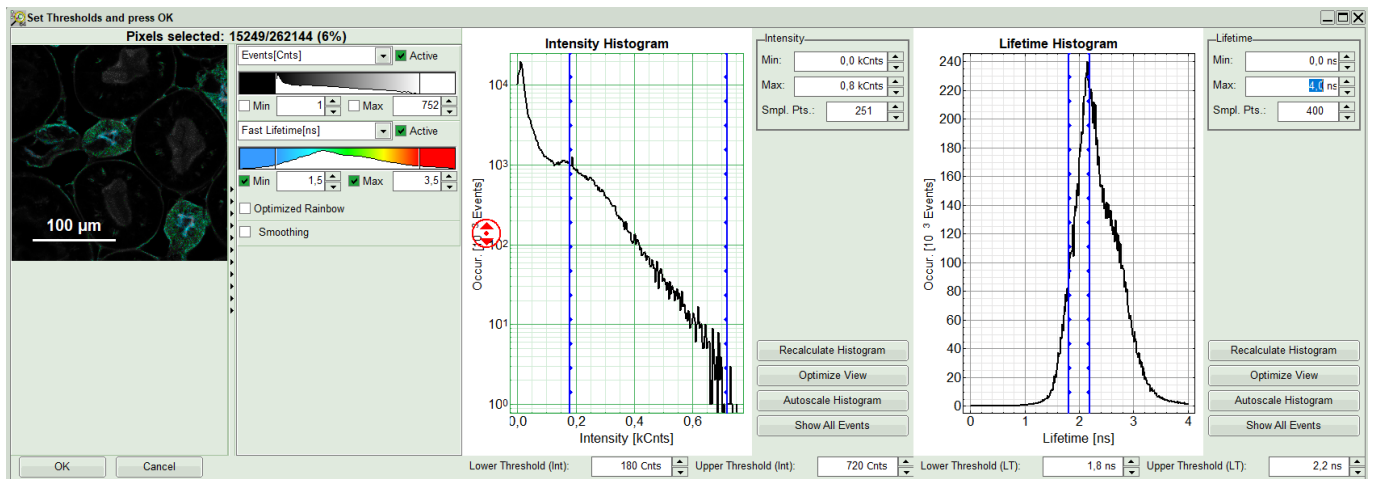 Set Thresholds and press OK
Pixels selected: 15249/262144 (6%)
100 µm
OK
Cancel
Events[Cnts]
Active
Min
1
Max
752
Fast Lifetime[ns]
Active
Min
1,5
Max
3,5
Optimized Rainbow
Smoothing
Intensity Histogram
Occur. [10 3 Events]
104
103
102
101
100
0,0
0,2
0,4
0,6
Intensity [kCnts]
Lower Threshold (Int):
180 Cnts
Upper Threshold (Int):
720 Cnts
Intensity
Min:
0,0 kCnts
Max:
0,8 kCnts
Smpl. Pts.:
251
Recalculate Histogram
Optimize View
Autoscale Histogram
Show All Events
Lifetime Histogram
Occur. [10 3 Events]
240
220
200
180
160
140
120
100
80
60
40
20
0
0
1
2
3
4
Lifetime [ns]
Lower Threshold (LT):
1,8 ns
Upper Threshold (LT):
2,2 ns
Lifetime
Min:
0,0 ns
Max:
4,0 ns
Smpl. Pts.:
400
Recalculate Histogram
Optimize View
Autoscale Histogram
Show All Events